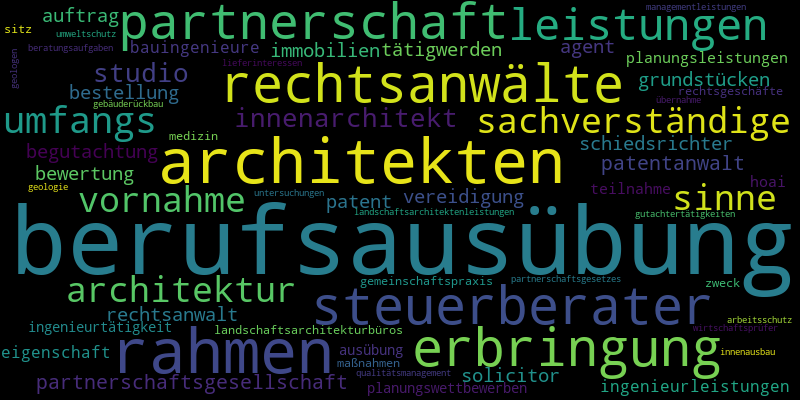 managementleistungen
auftrag partnerschaft leistungen
sitz umweltschutz
beratungsaufgaben bauingenieure immobilien tätigwerden agent
geologen studio lieferinteressen planungsleistungen
bestellung rechtsanwälte grundstücken
gebäuderückbau rechtsgeschäfte
übernahme
umfangs innenarchitekt sachverständige
medizin
begutachtung architekten schiedsrichter
bewertung patentanwalt
geologie teilnahme hoai
vornahme untersuchungen patent vereidigung sinne
landschaftsarchitektenleistungen gutachtertätigkeiten
berufsausübung
gemeinschaftspraxis partnerschaftsgesetzes zweck
architektur steuerberater
rechtsanwalt arbeitsschutz
ingenieurtätigkeit landschaftsarchitekturbüros wirtschaftsprüfer
eigenschaft rahmen ausübung erbringung innenausbau
maßnahmen
qualitätsmanagement solicitor
partnerschaftsgesellschaft planungswettbewerben ingenieurleistungen